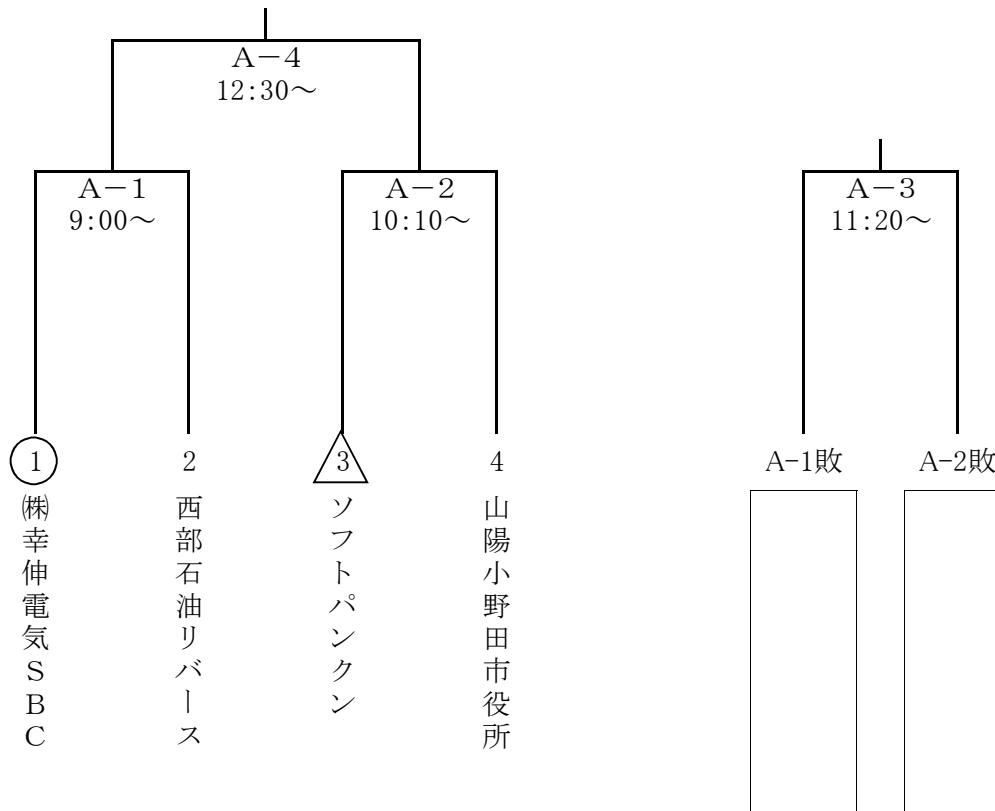 A－4
12:30～
A－1
9:00～
A－2
10:10～
A－3
11:20～
1
2
3
4
A-1敗
A-2敗
㈱幸伸電気ＳＢＣ
西部石油リバース
ソフトパンクン
山陽小野田市役所